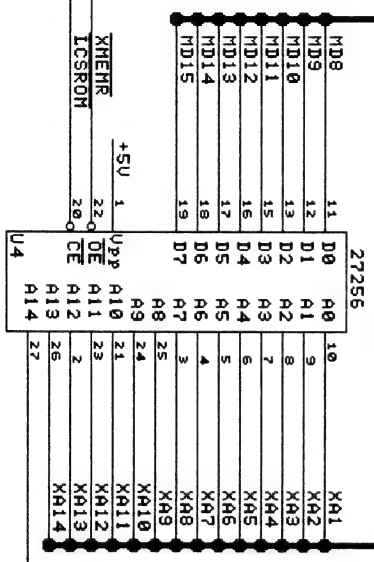 27256
MD8 11 D0 A0 10 XA1
MD9 12 D1 A1 9 XA2
MD10 13 D2 A2 8 XA3
MD11 15 D3 A3 7 XA4
MD12 16 D4 A4 6 XA5
MD13 17 D5 A5 5 XA6
MD14 18 D6 A6 4 XA7
MD15 19 D7 A7 3 XA8
A8 25 XA9
A9 24 XA10
+5V 1 Vpp A10 21 XA11
XMEMR 22 OE A11 23 XA12
ICSROM 20 CE A12 2 XA13
A13 26 XA14
U4 A14 27